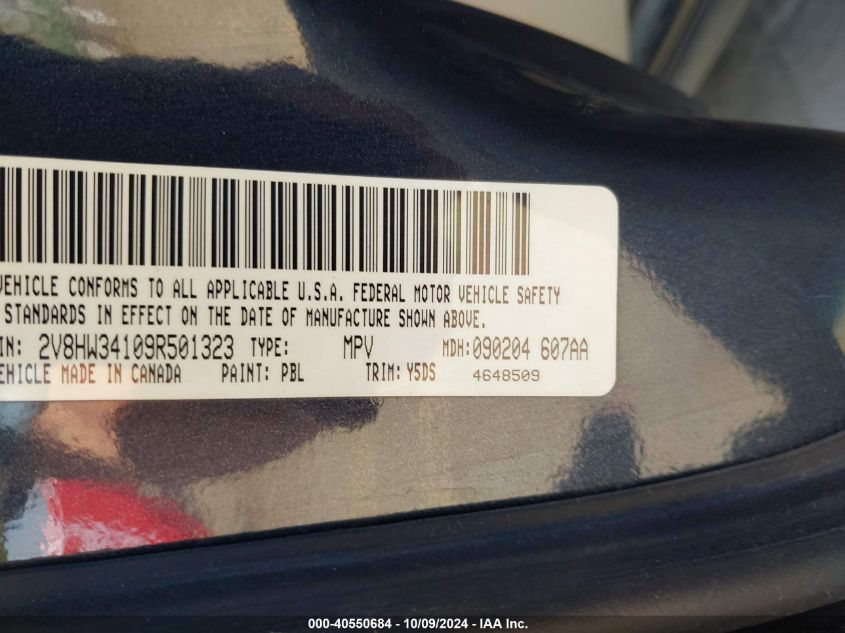 VEHICLE CONFORMS TO ALL APPLICABLE U.S.A. FEDERAL MOTOR VEHICLE SAFETY
STANDARDS IN EFFECT ON THE DATE OF MANUFACTURE SHOWN ABOVE.
IN: 2V8HW34109R501323 TYPE: MPV MDH: 090204 607AA
EHICLE MADE IN CANADA PAINT: PBL TRIM: Y5DS 4648509
000-40550684 - 10/09/2024 - IAA Inc.